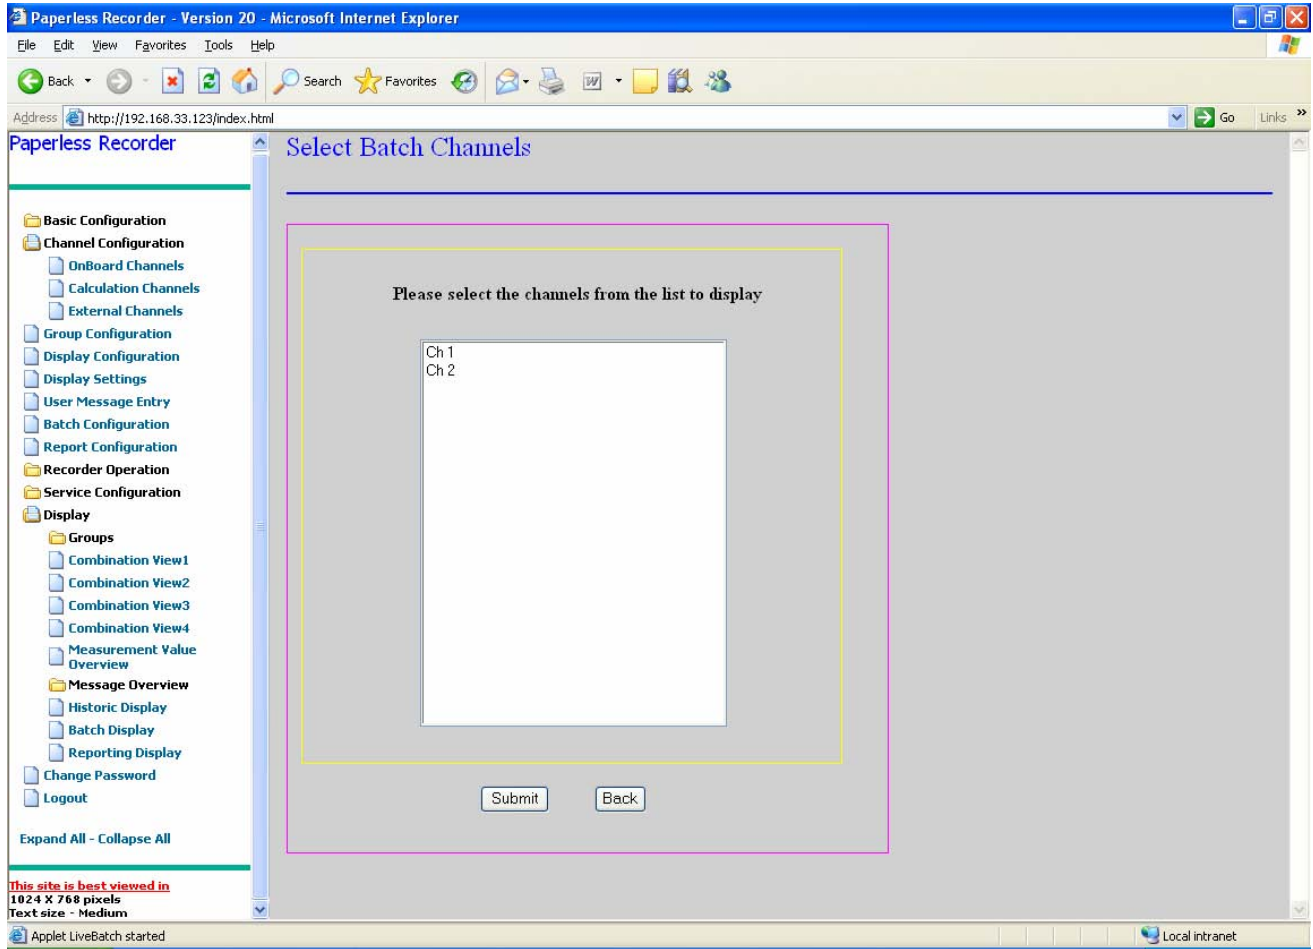 Paperless Recorder - Version 20 - Microsoft Internet Explorer
File Edit View Favorites Tools Help
Back Search Favorites
Address http://192.168.33.123/index.html Go Links »
Paperless Recorder
Basic Configuration
Channel Configuration
OnBoard Channels
Calculation Channels
External Channels
Group Configuration
Display Configuration
Display Settings
User Message Entry
Batch Configuration
Report Configuration
Recorder Operation
Service Configuration
Display
Groups
Combination View1
Combination View2
Combination View3
Combination View4
Measurement Value
Overview
Message Overview
Historic Display
Batch Display
Reporting Display
Change Password
Logout
Expand All - Collapse All
This site is best viewed in
1024 X 768 pixels
Text size - Medium
Select Batch Channels
Please select the channels from the list to display
Ch 1
Ch 2
Submit Back
Applet LiveBatch started Local intranet